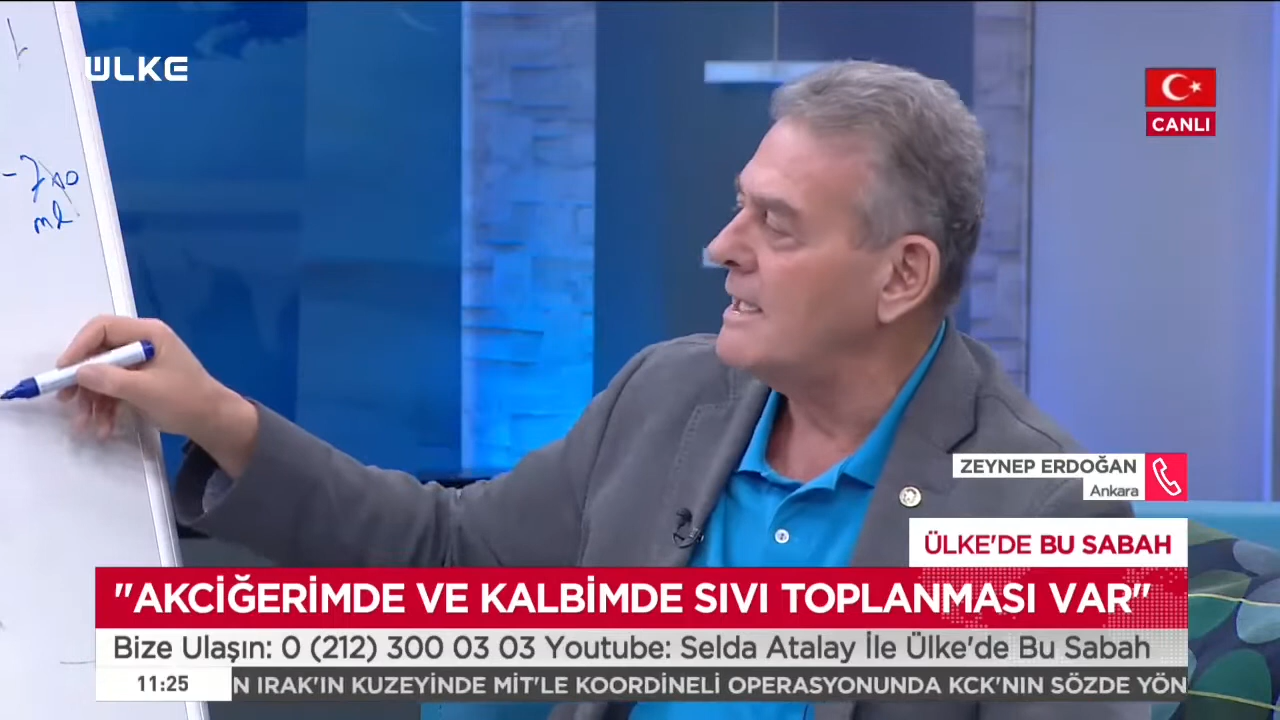 ÜLKE
CANLI
ml
ZEYNEP ERDOĞAN
Ankara
ÜLKE'DE BU SABAH
"AKCİĞERİMDE VE KALBİMDE SIVI TOPLANMASI VAR"
Bize Ulaşın: 0 (212) 300 03 03 Youtube: Selda Atalay İle Ülke'de Bu Sabah
11:25
N IRAK'IN KUZEYİNDE MİT'LE KOORDİNELİ OPERASYONUNDA KCK'NIN SÖZDE YÖN